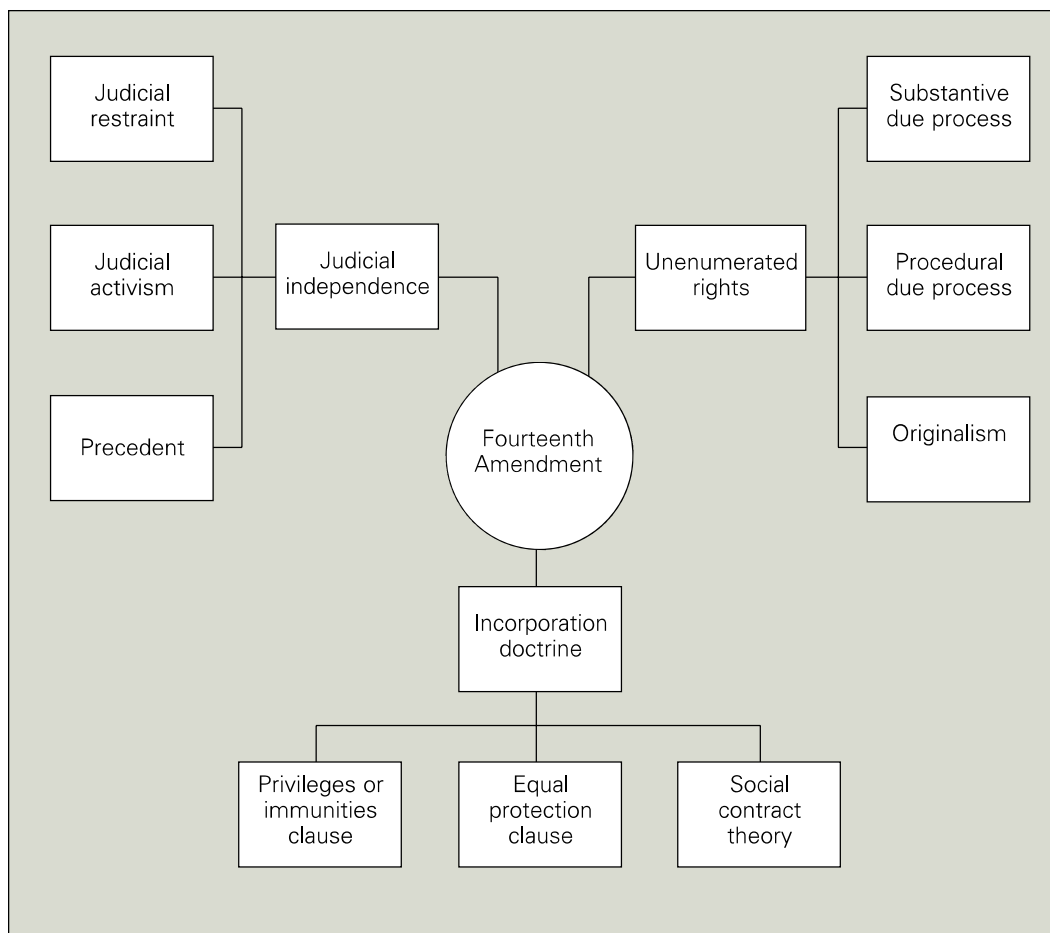 Judicial
restraint
Judicial
activism
Precedent
Judicial
independence
Unenumerated
rights
Substantive
due process
Procedural
due process
Originalism
Fourteenth
Amendment
Incorporation
doctrine
Privileges or
immunities
clause
Equal
protection
clause
Social
contract
theory